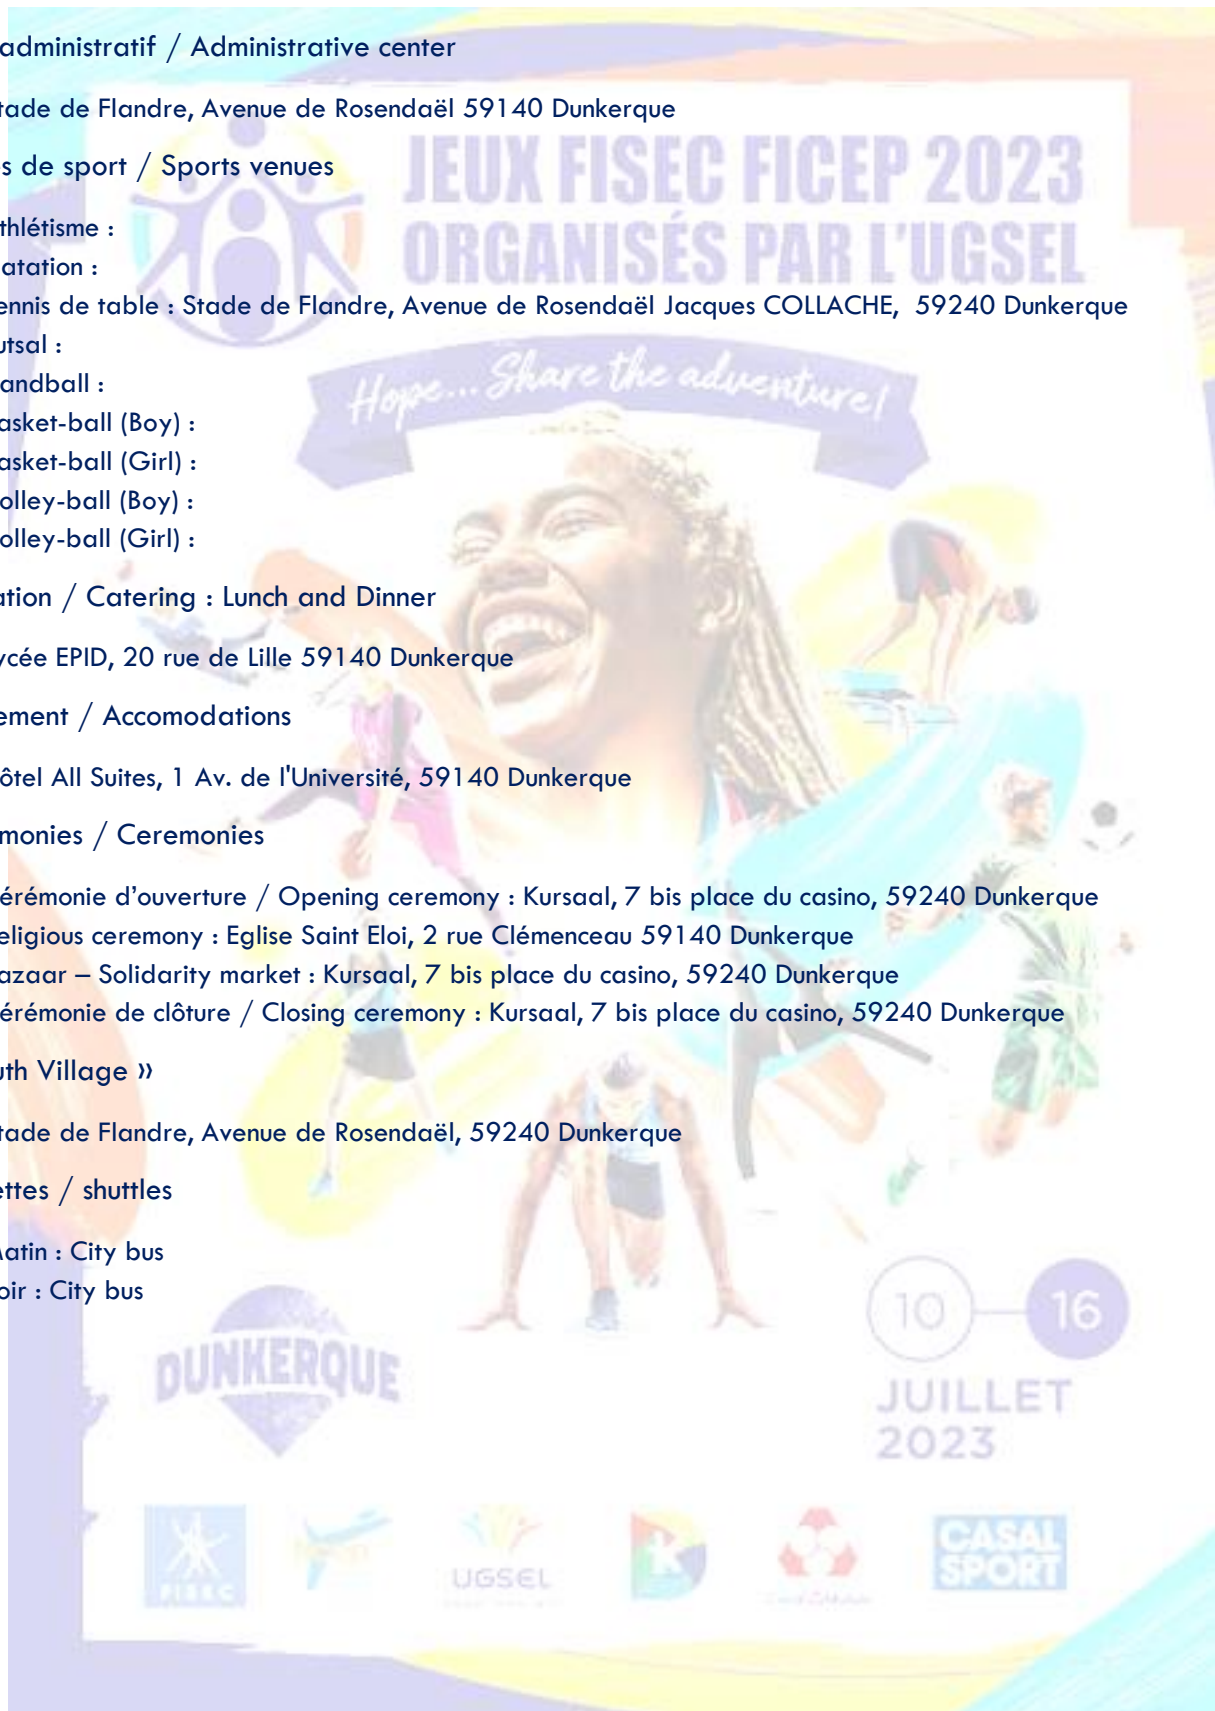 administratif / Administrative center
tade de Flandre, Avenue de Rosendaël 59140 Dunkerque
s de sport / Sports venues
thlétisme :
atation :
ennis de table : Stade de Flandre, Avenue de Rosendaël Jacques COLLACHE, 59240 Dunkerque
utsal :
andball :
asket-ball (Boy) :
asket-ball (Girl) :
olley-ball (Boy) :
olley-ball (Girl) :
ation / Catering : Lunch and Dinner
ycée EPID, 20 rue de Lille 59140 Dunkerque
ement / Accomodations
ôtel All Suites, 1 Av. de l'Université, 59140 Dunkerque
monies / Ceremonies
érémonie d’ouverture / Opening ceremony : Kursaal, 7 bis place du casino, 59240 Dunkerque
eligious ceremony : Eglise Saint Eloi, 2 rue Clémenceau 59140 Dunkerque
azaar – Solidarity market : Kursaal, 7 bis place du casino, 59240 Dunkerque
érémonie de clôture / Closing ceremony : Kursaal, 7 bis place du casino, 59240 Dunkerque
uth Village »
tade de Flandre, Avenue de Rosendaël, 59240 Dunkerque
ettes / shuttles
Matin : City bus
oir : City bus
JEUX FISEC FICEP 2023
ORGANISÉS PAR L'UGSEL
Hope... Share the adventure!
DUNKERQUE
10 16
JUILLET
2023
FISEC
UGSEL
K
CASAL
SPORT